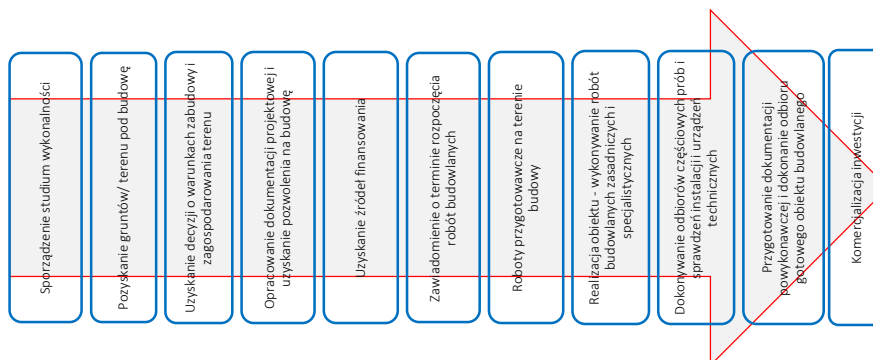 Sporządzenie studium wykonalności
Pozyskanie gruntów/ terenu pod budowę
Uzyskanie decyzji o warunkach zabudowy i
zagospodarowania terenu
Opracowanie dokumentacji projektowej i
uzyskanie pozwolenia na budowę
Uzyskanie źródeł finansowania
Zawiadomienie o terminie rozpoczęcia
robót budowlanych
Roboty przygotowawcze na terenie
budowy
Realizacja obiektu - wykonywanie robót
budowlanych zasadniczych i
specjalistycznych
Dokonywanie odbiorów częściowych prób i
sprawdzeń instalacji i urządzeń
technicznych
Przygotowanie dokumentacji
powykonawczej i dokonanie odbioru
gotowego obiektu budowlanego
Komercjalizacja inwestycji